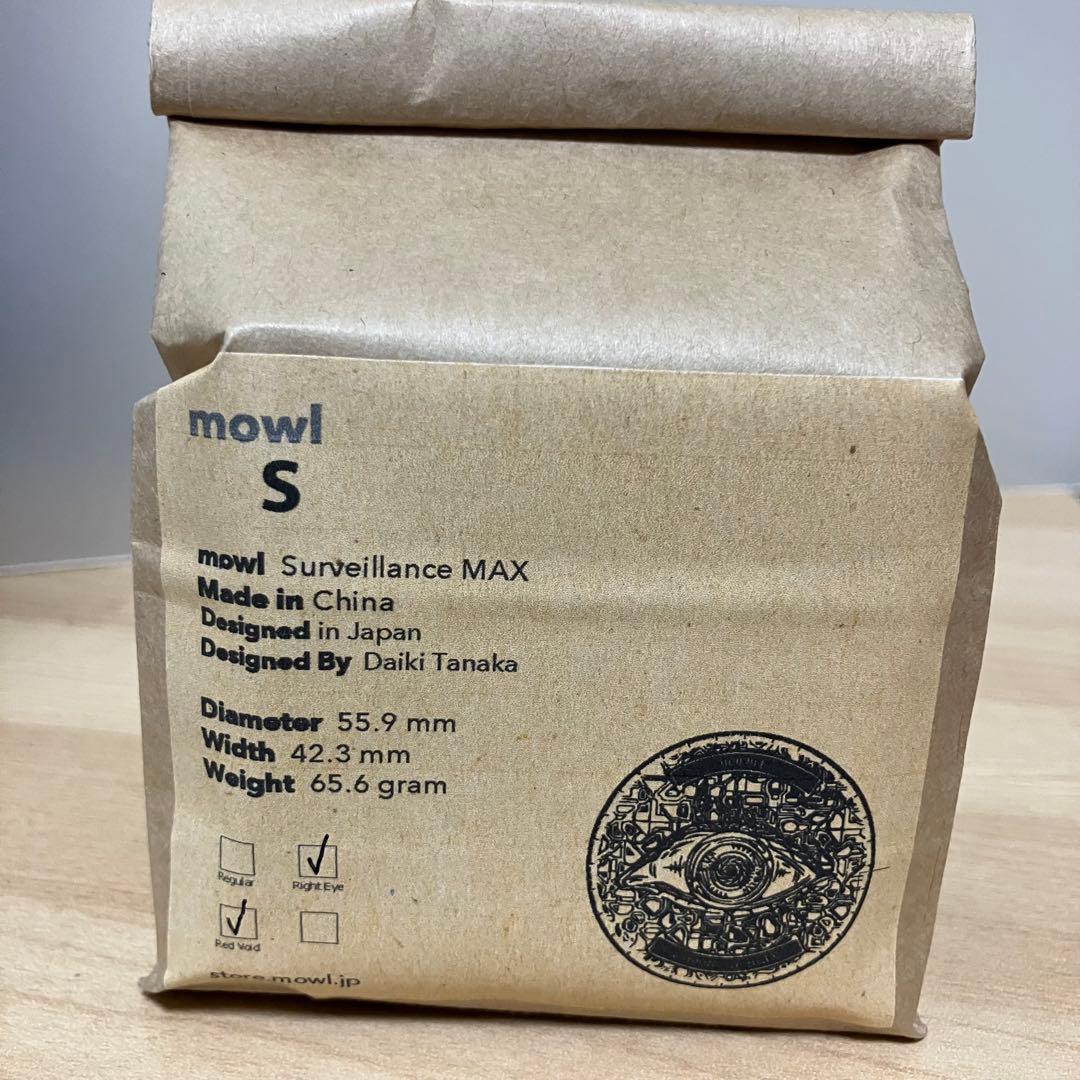 mowl
S
mowl Surveillance MAX
Made in China
Designed in Japan
Designed By Daiki Tanaka
Diameter 55.9 mm
Width 42.3 mm
Weight 65.6 gram
Regular
Right Eye
Red Void
store.mowl.jp